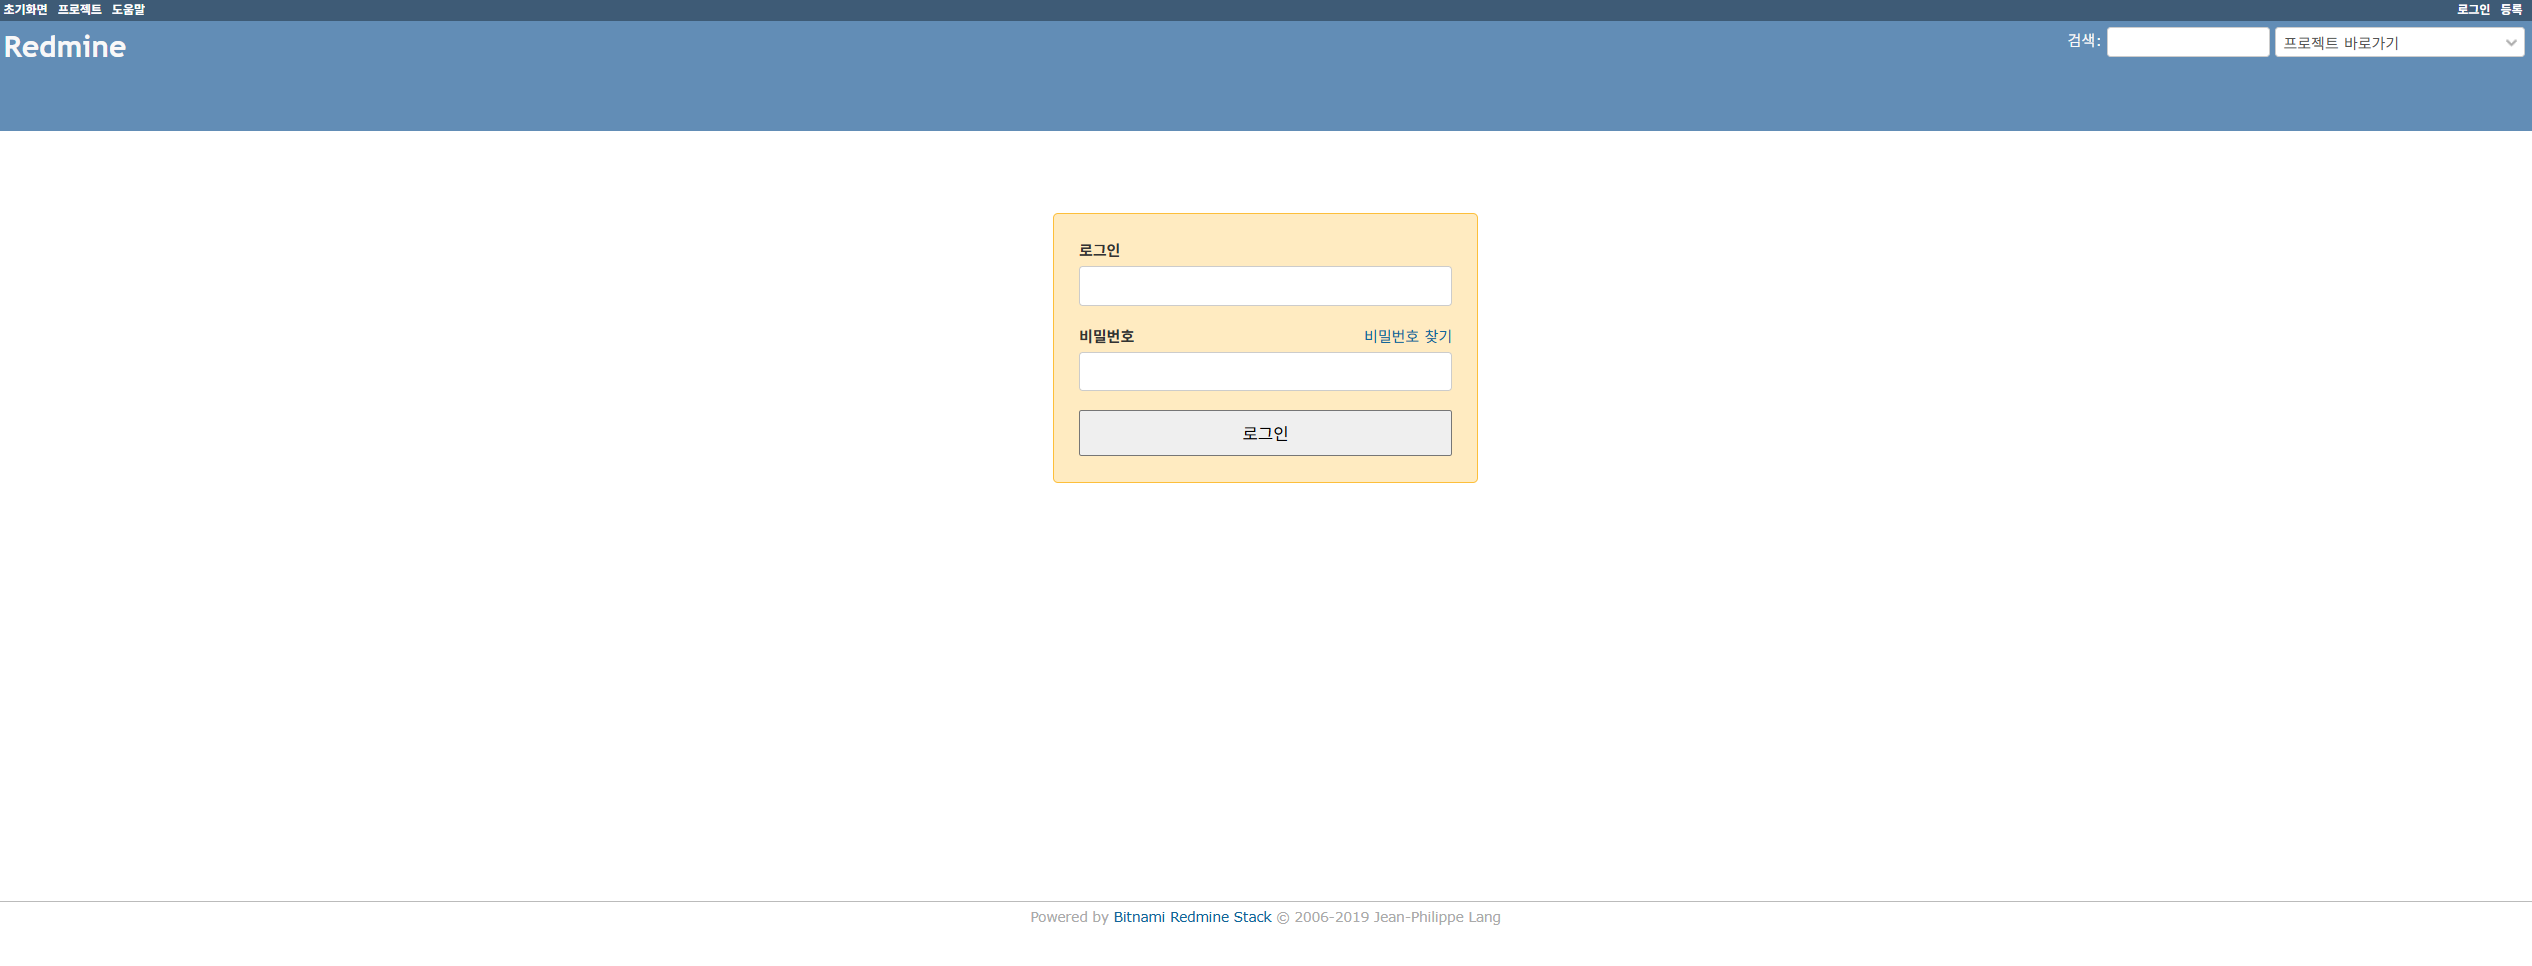 초기화면 프로젝트 도움말 로그인 등록
Redmine 검색: 프로젝트 바로가기
로그인
비밀번호 비밀번호 찾기
로그인
Powered by Bitnami Redmine Stack © 2006-2019 Jean-Philippe Lang